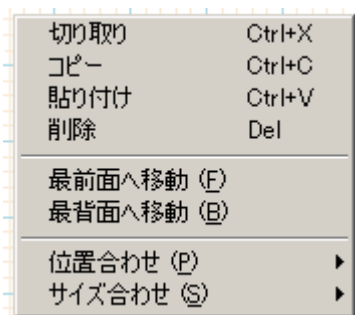 切り取り Ctrl+X
コピー Ctrl+C
貼り付け Ctrl+V
削除 Del
最前面へ移動 (F)
最背面へ移動 (B)
位置合わせ (P)
サイズ合わせ (S)